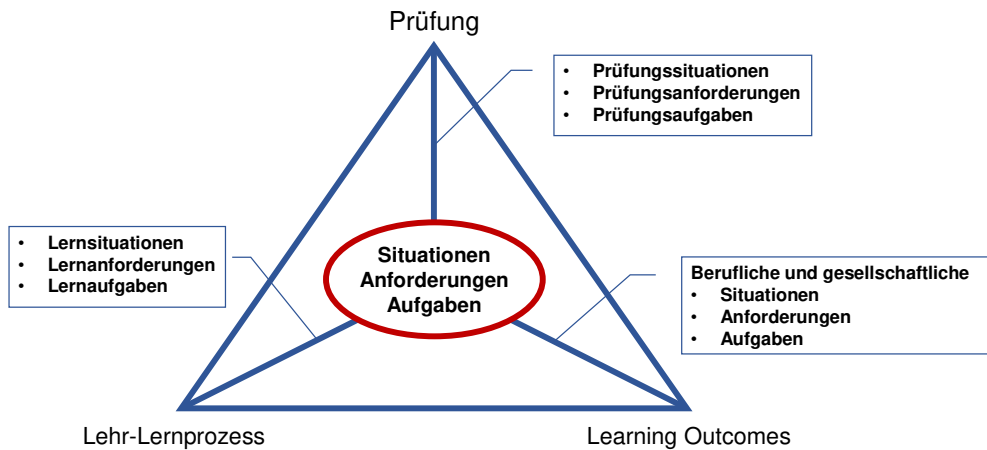 Prüfung
• Prüfungssituationen
• Prüfungsanforderungen
• Prüfungsaufgaben
• Lernsituationen
• Lernanforderungen
• Lernaufgaben
Situationen
Anforderungen
Aufgaben
Berufliche und gesellschaftliche
• Situationen
• Anforderungen
• Aufgaben
Lehr-Lernprozess
Learning Outcomes